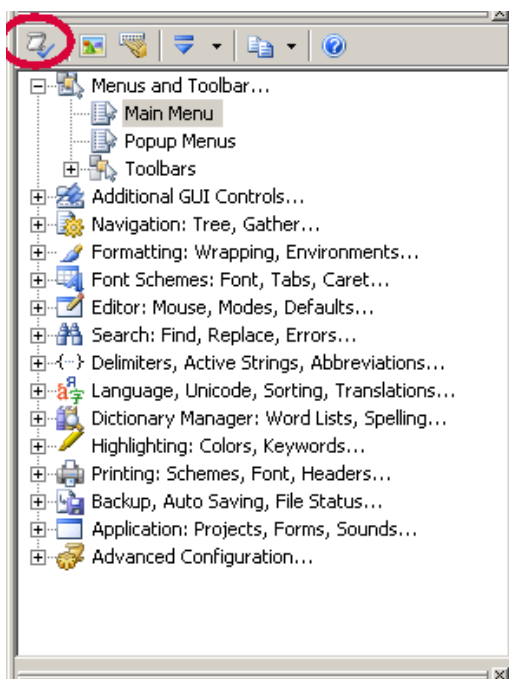 Menus and Toolbar...
Main Menu
Popup Menus
Toolbars
Additional GUI Controls...
Navigation: Tree, Gather...
Formatting: Wrapping, Environments...
Font Schemes: Font, Tabs, Caret...
Editor: Mouse, Modes, Defaults...
Search: Find, Replace, Errors...
Delimiters, Active Strings, Abbreviations...
Language, Unicode, Sorting, Translations...
Dictionary Manager: Word Lists, Spelling...
Highlighting: Colors, Keywords...
Printing: Schemes, Font, Headers...
Backup, Auto Saving, File Status...
Application: Projects, Forms, Sounds...
Advanced Configuration...